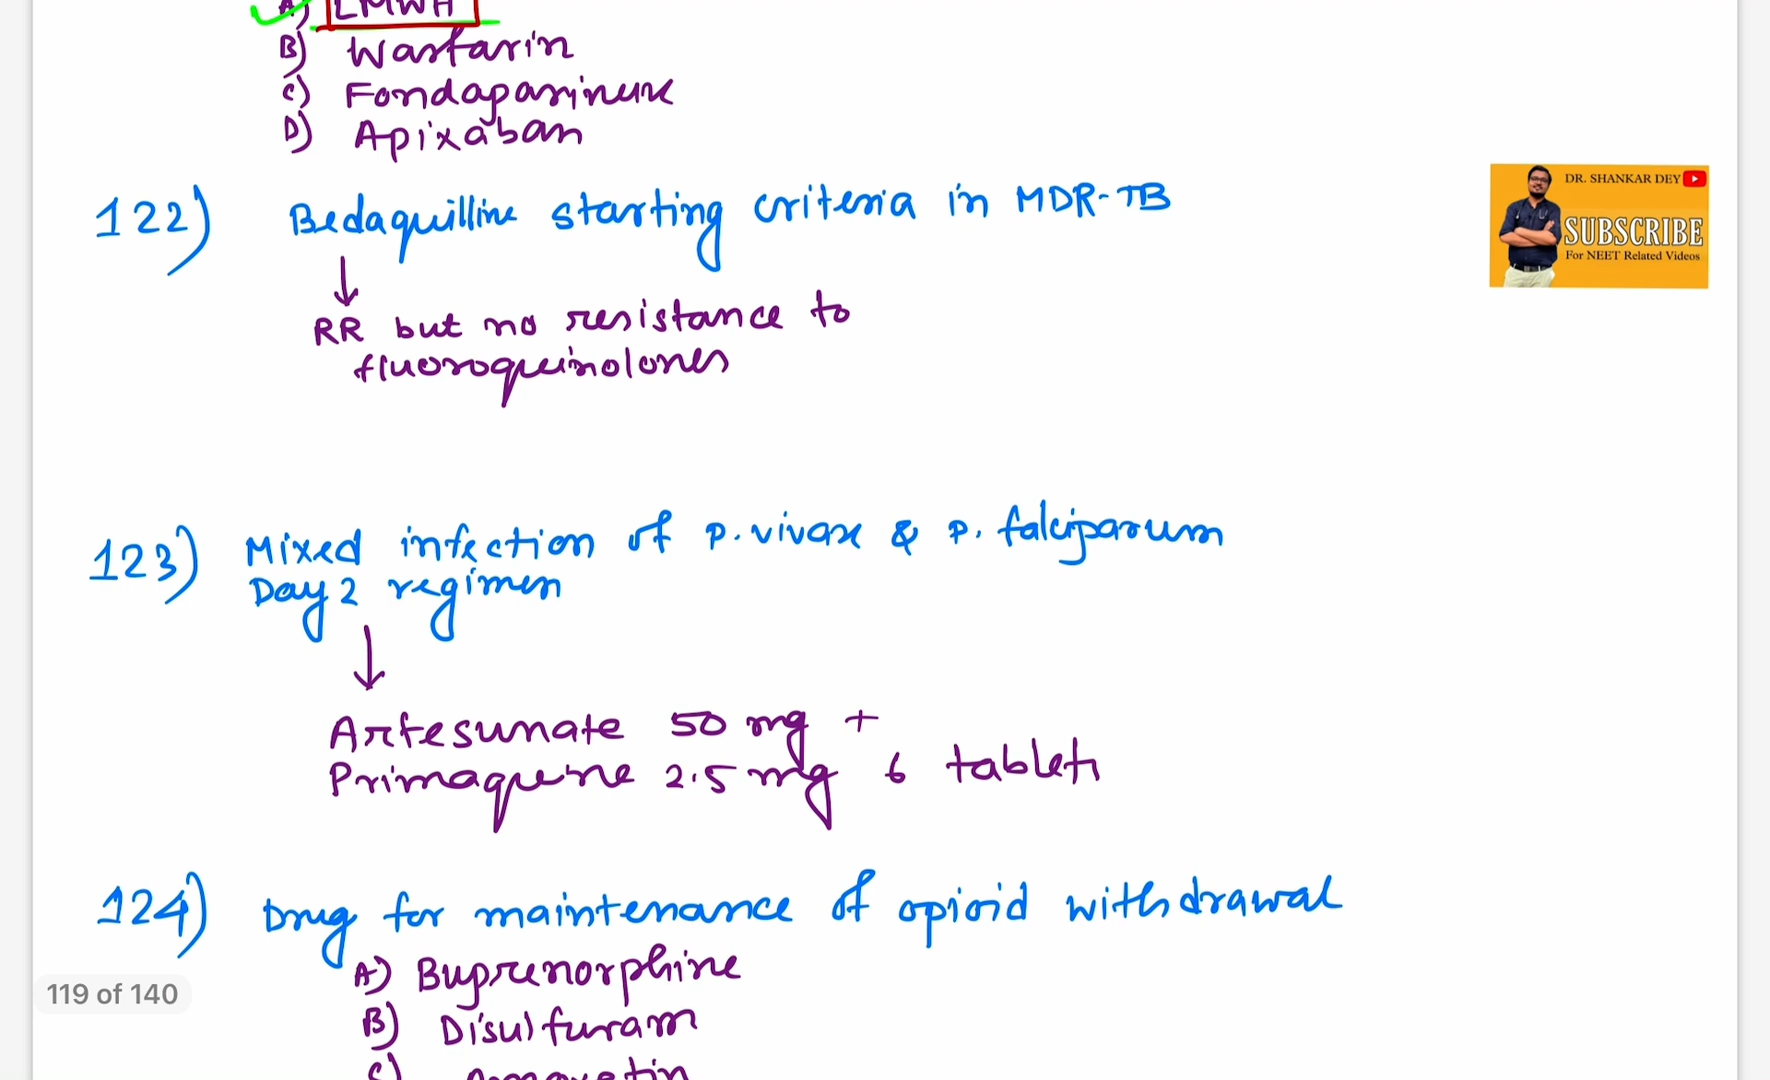 A) LMWH
B) Warfarin
C) Fondaparinux
D) Apixaban
122) Bedaquilline starting criteria in MDR-TB
RR but no resistance to
fluoroquinolones
DR. SHANKAR DEY
SUBSCRIBE
For NEET Related Videos
123) Mixed infection of P. vivax & P. falciparum
Day 2 regimen
Artesunate 50 mg +
Primaquine 2.5 mg 6 tablets
124) Drug for maintenance of opioid withdrawal
A) Buprenorphine
B) Disulfuram
C)
119 of 140